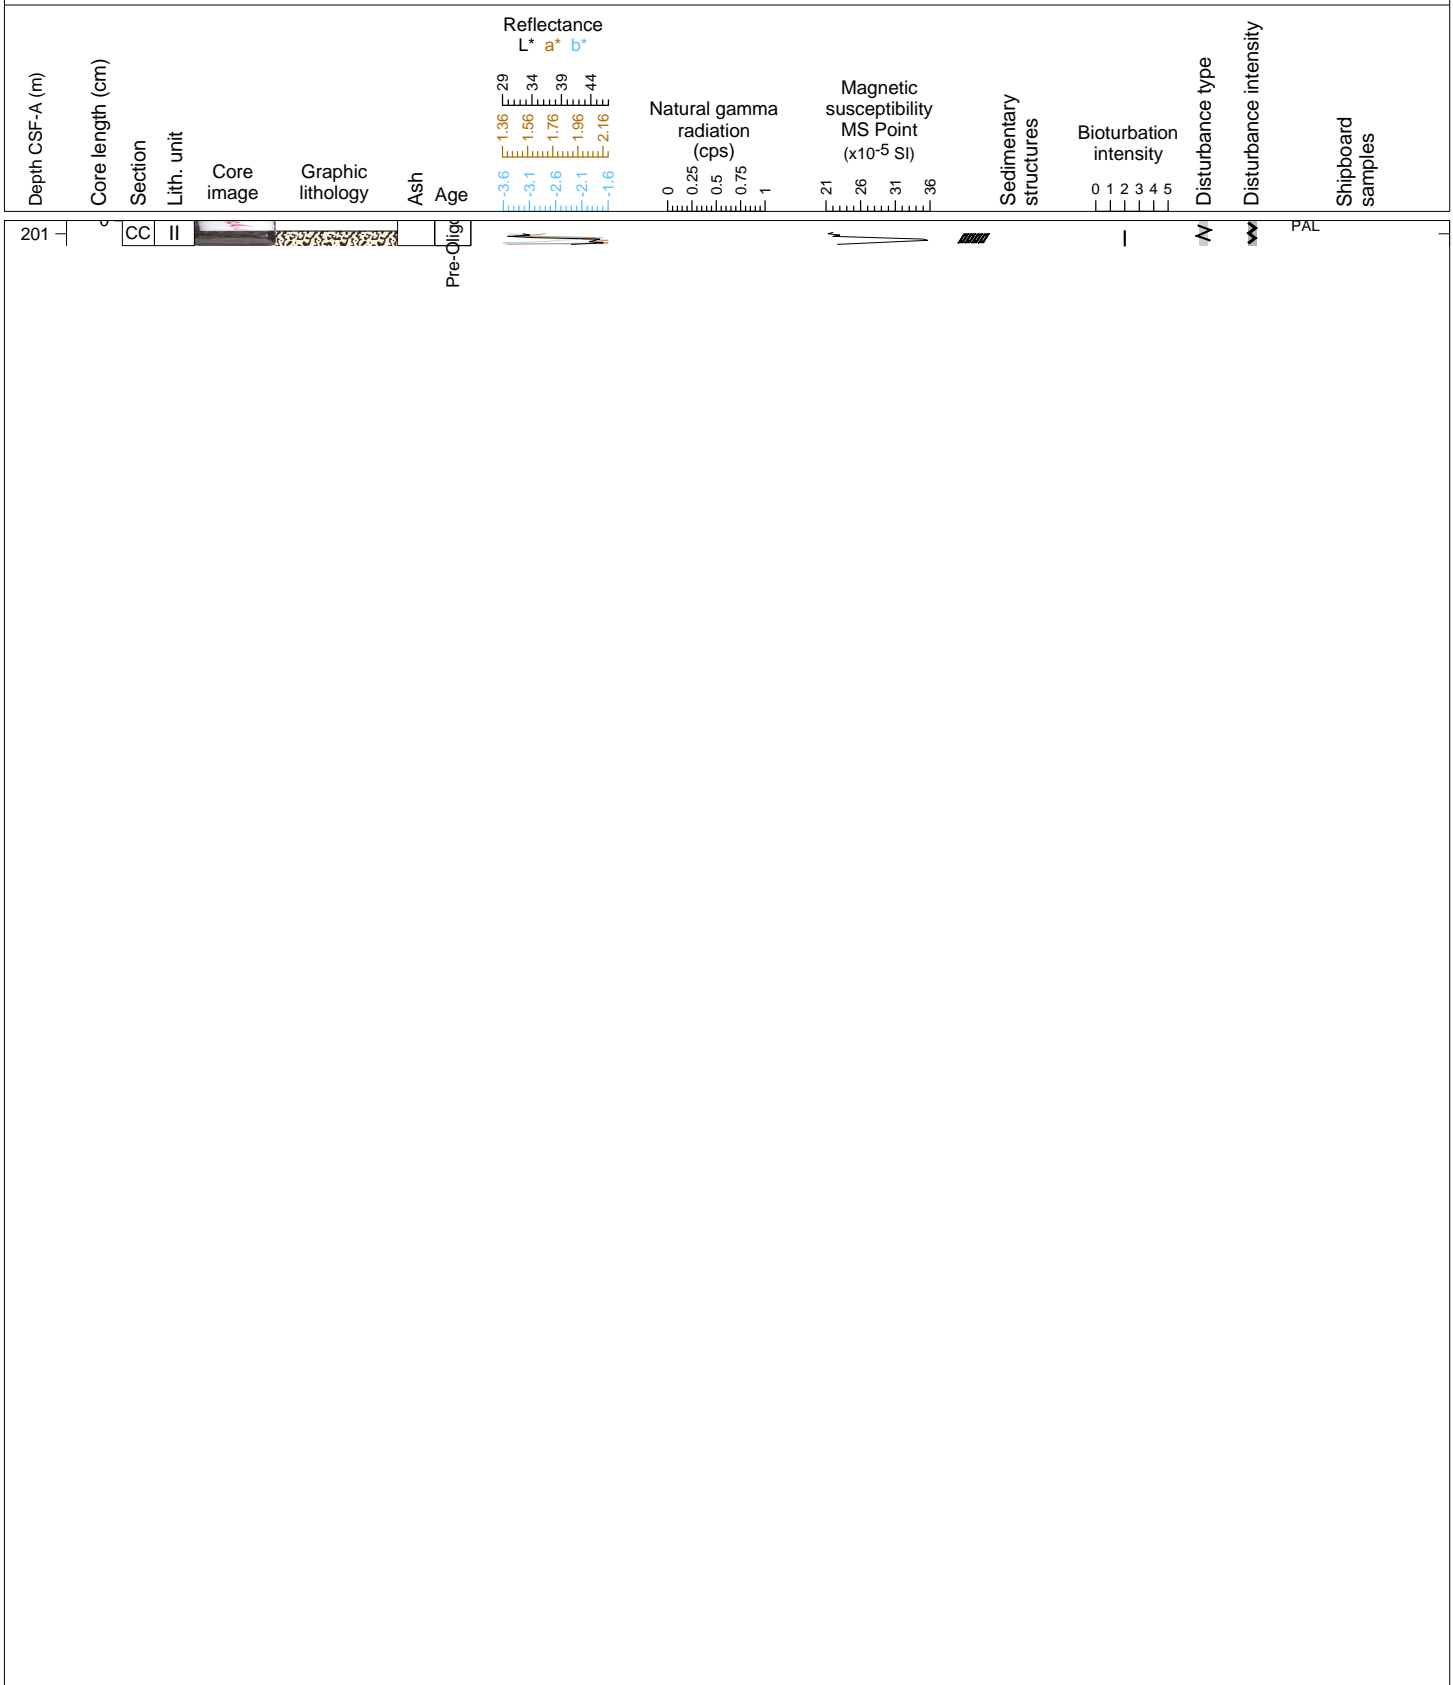 Depth CSF-A (m)
Core length (cm)
Section
Lith. unit
Core
image
Graphic
lithology
Ash
Age
Reflectance
L* a* b*
29 34 39 44
1.36 1.56 1.76 1.96 2.16
-3.6 -3.1 -2.6 -2.1 -1.6
Natural gamma
radiation
(cps)
0 0.25 0.5 0.75 1
Magnetic
susceptibility
MS Point
(x10-5 SI)
21 26 31 36
Sedimentary
structures
Bioturbation
intensity
0 1 2 3 4 5
Disturbance type
Disturbance intensity
Shipboard
samples
201
CC
II
Pre-Oligo
PAL